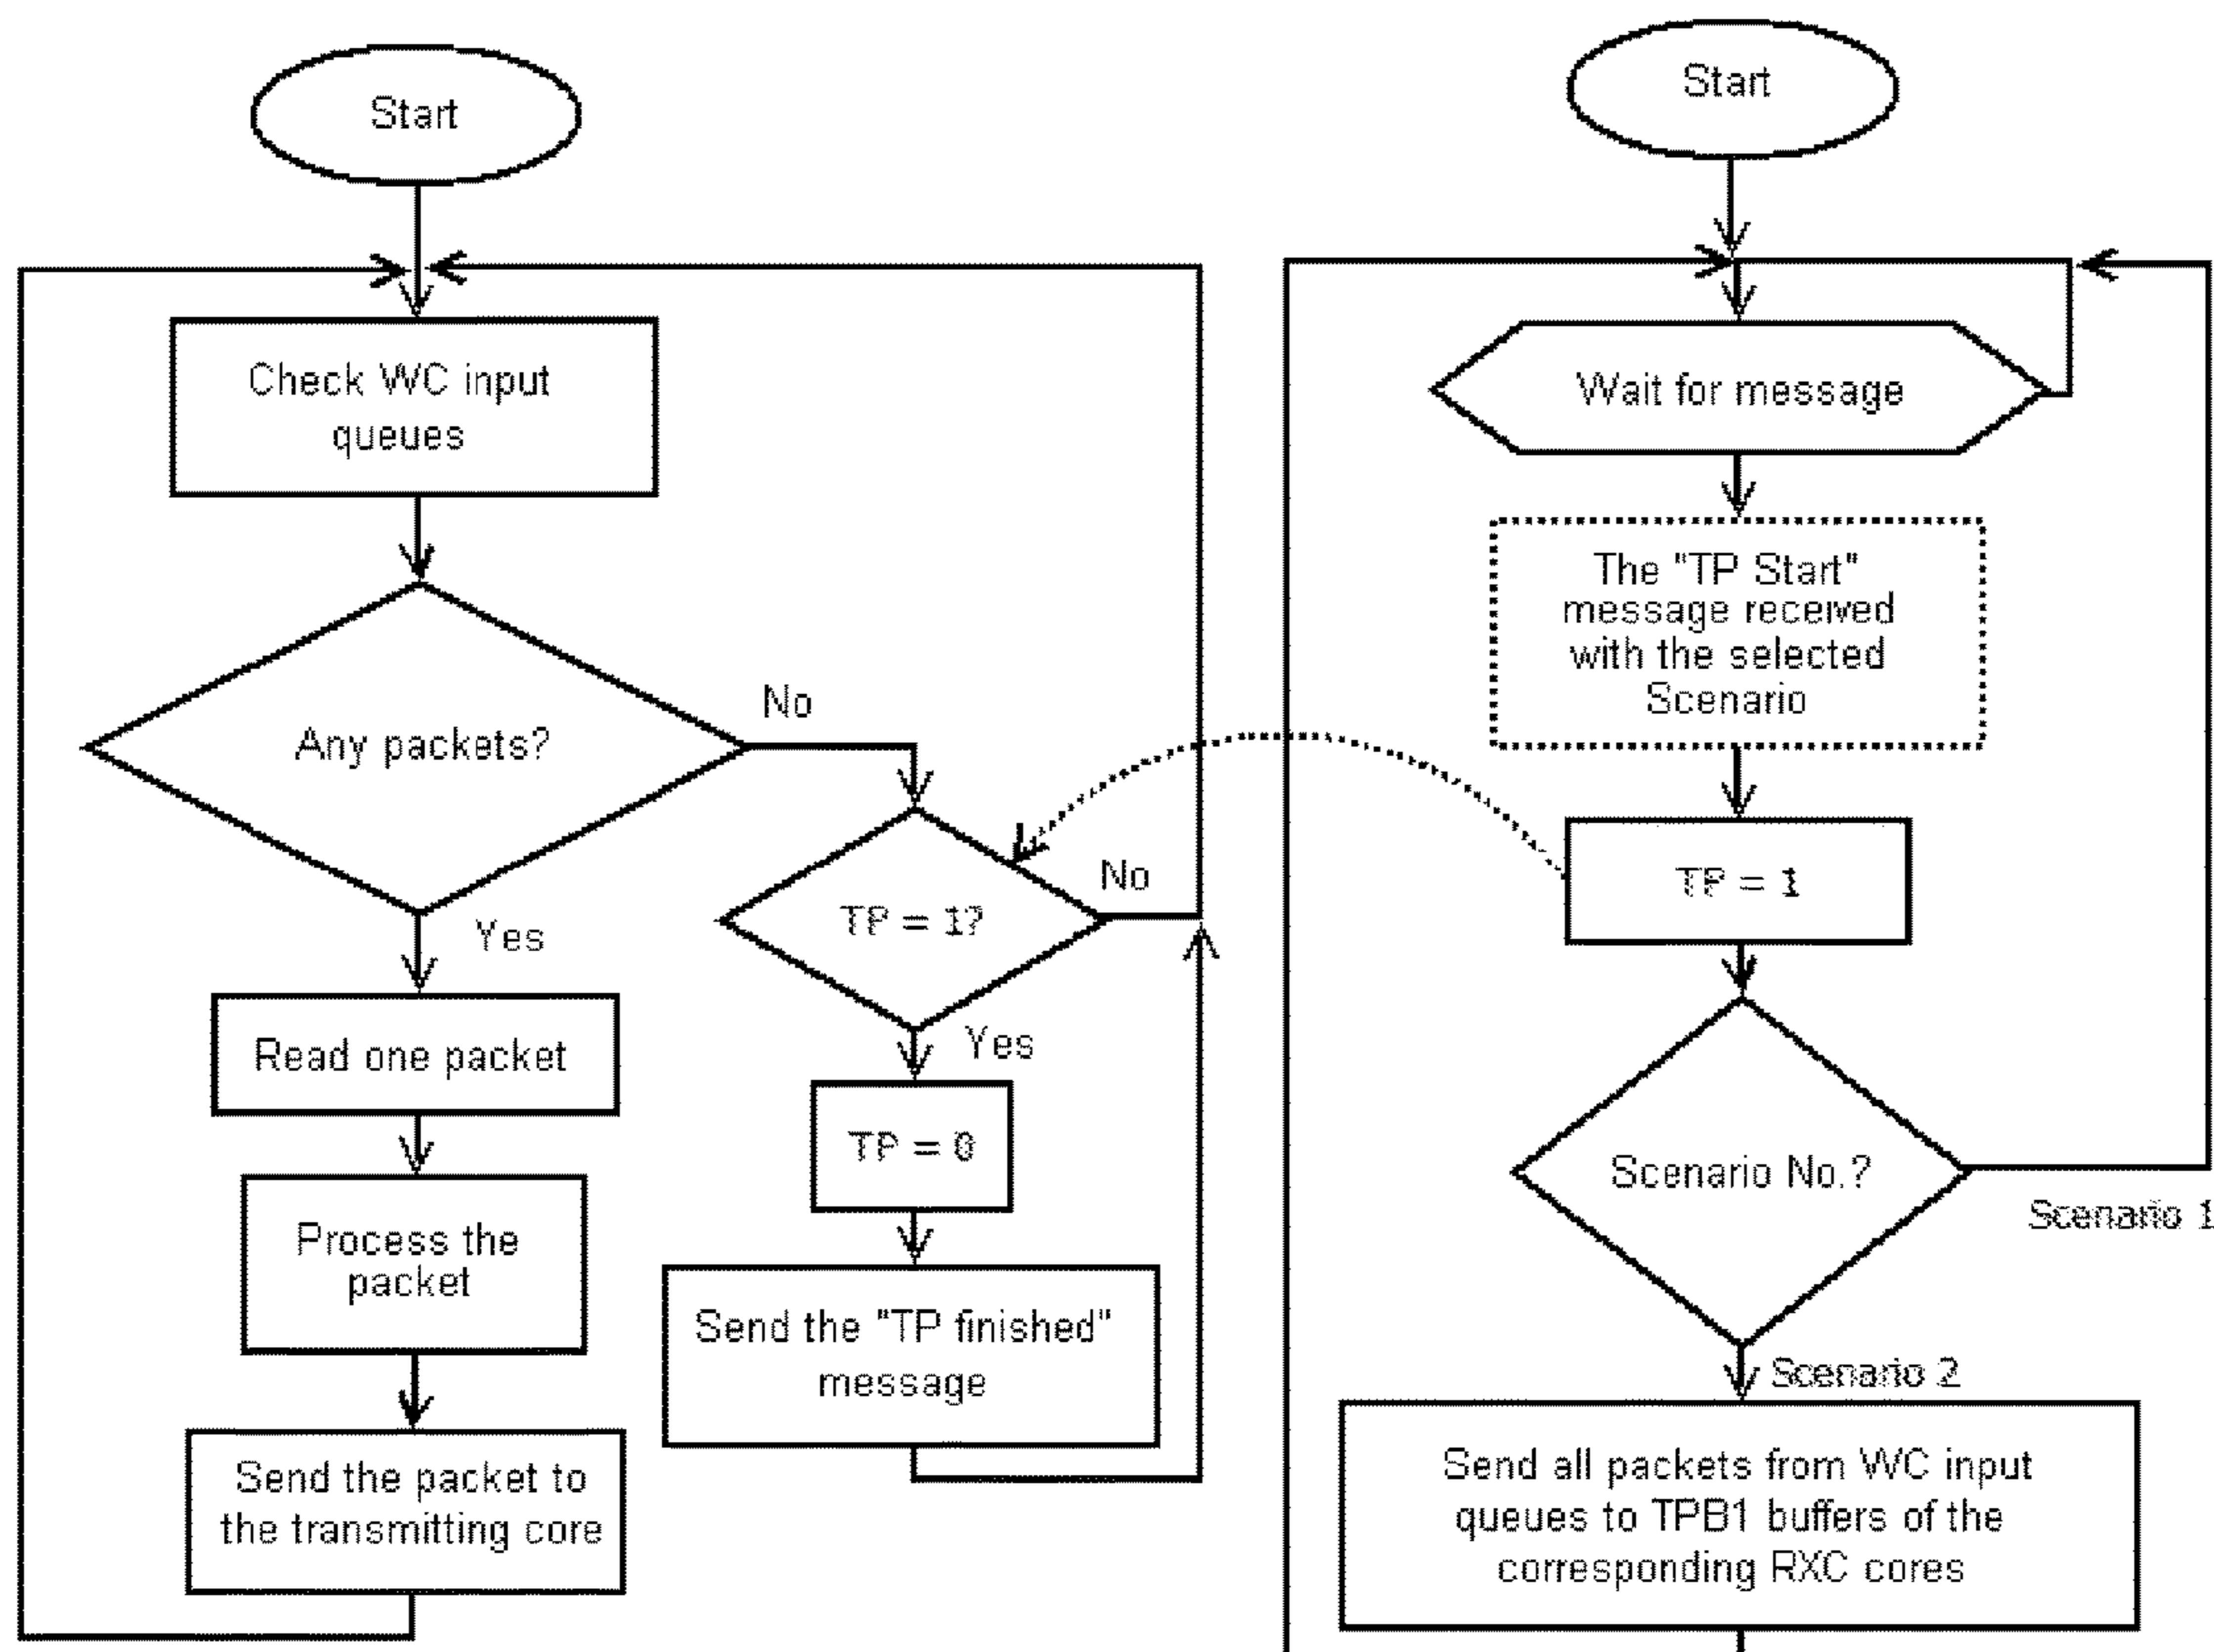 Start
Check WC input
queues
Any packets?
No
Yes
Read one packet
Process the
packet
Send the packet to
the transmitting core
TP = 1?
No
Yes
TP = 0
Send the "TP finished"
message
Start
Wait for message
The "TP Start"
message received
with the selected
Scenario
TP = 1
Scenario No.?
Scenario 1
Scenario 2
Send all packets from WC input
queues to TPB1 buffers of the
corresponding RXC cores